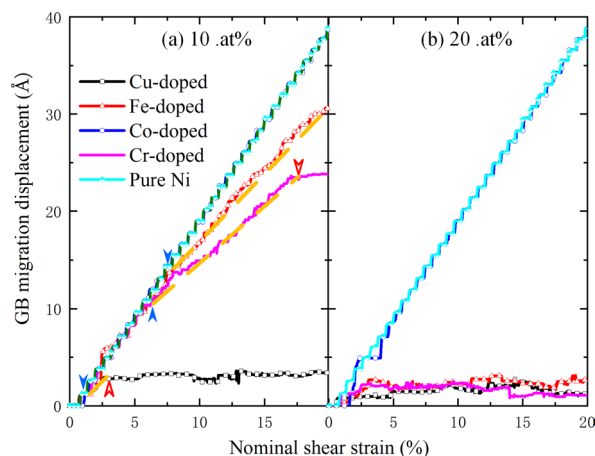 40
(a) 10 .at%
(b) 20 .at%
Cu-doped
Fe-doped
Co-doped
Cr-doped
Pure Ni
30
20
10
0
GB migration displacement (Å)
0 5 10 15 0 5 10 15 20
Nominal shear strain (%)